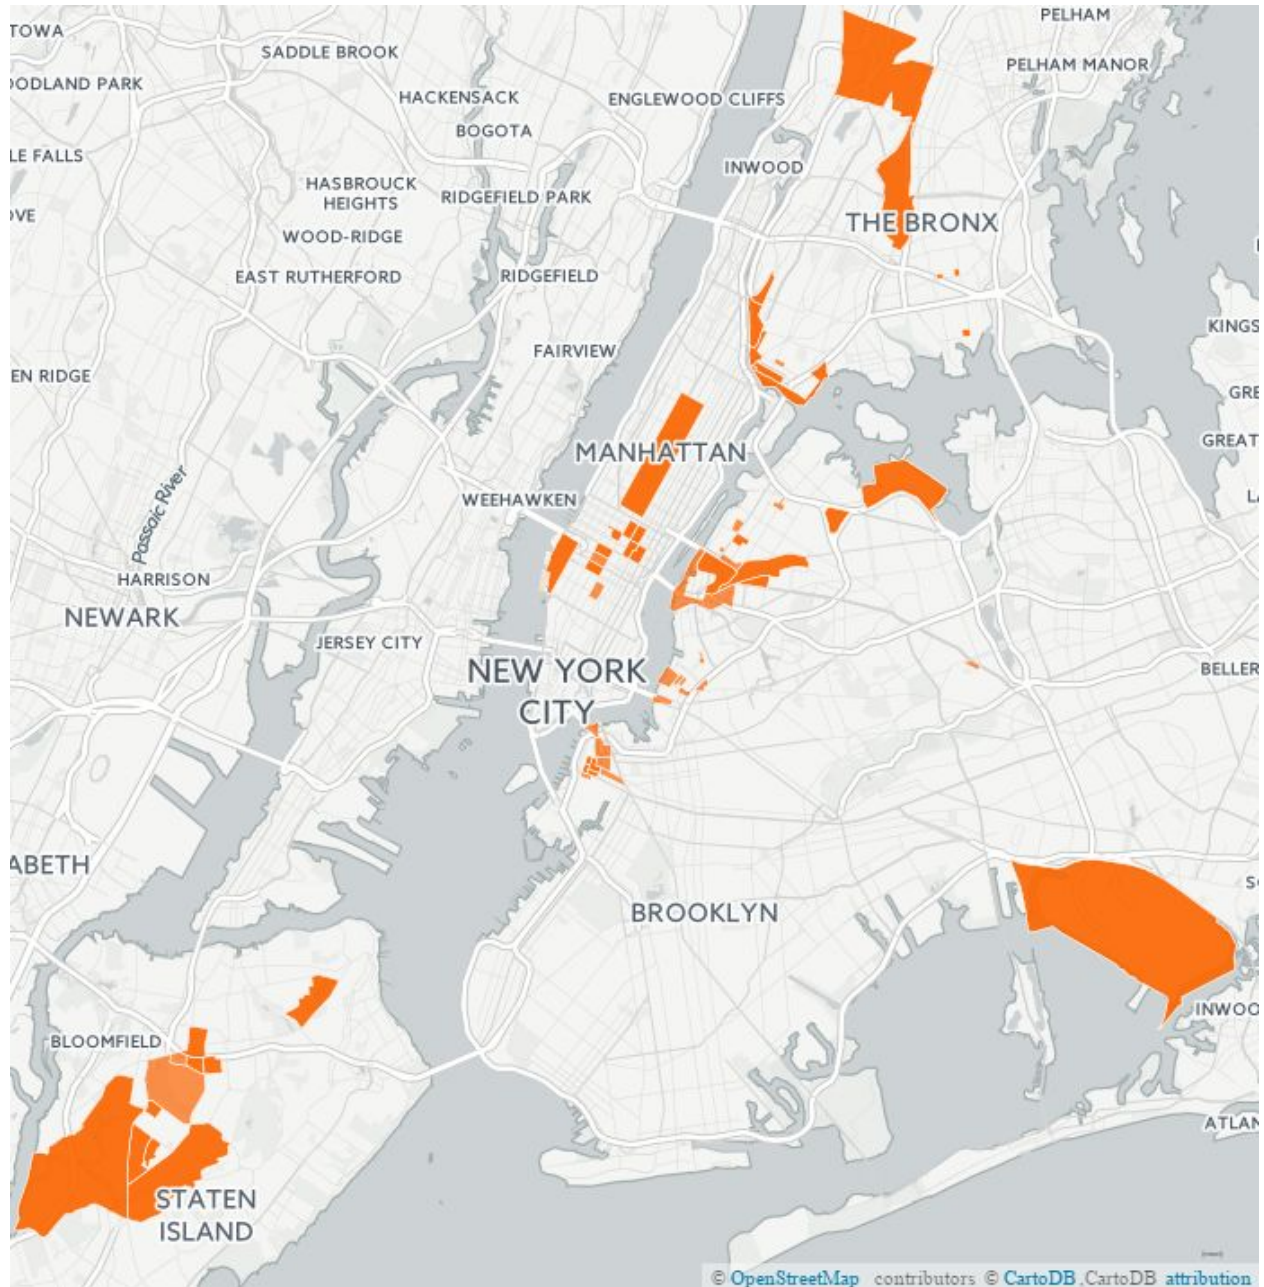 TOWA
SADDLE BROOK
PELHAM
OODLAND PARK
PELHAM MANOR
HACKENSACK
ENGLEWOOD CLIFFS
BOGOTA
LE FALLS
INWOOD
HASBROUCK
HEIGHTS
RIDGEFIELD PARK
OVE
THE BRONX
WOOD-RIDGE
EAST RUTHERFORD
RIDGEFIELD
KINGS
FAIRVIEW
EN RIDGE
GRE
GREAT
MANHATTAN
WEEHAWKEN
Passaic River
HARRISON
NEWARK
JERSEY CITY
NEW YORK
CITY
BELLER
ABETH
BROOKLYN
BLOOMFIELD
INWOO
ATLAN
STATEN
ISLAND
© OpenStreetMap contributors © CartoDB ,CartoDB attribution